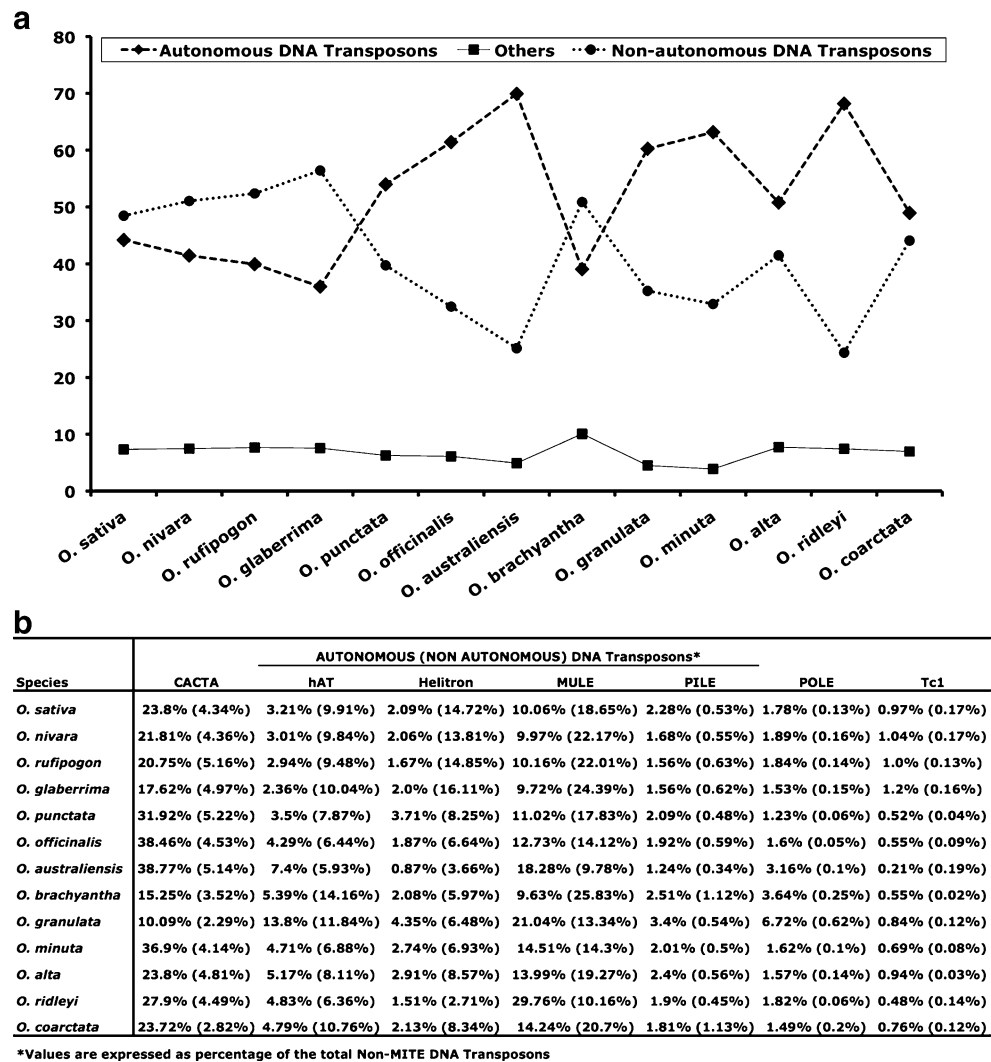 a
80
Autonomous DNA Transposons Others Non-autonomous DNA Transposons
70
60
50
40
30
20
10
0
O. sativa
O. nivara
O. rufipogon
O. glaberrima
O. punctata
O. officinalis
O. australiensis
O. brachyantha
O. granulata
O. minuta
O. alta
O. ridleyi
O. coarctata
b
AUTONOMOUS (NON AUTONOMOUS) DNA Transposons*
Species CACTA hAT Helitron MULE PILE POLE Tc1
O. sativa 23.8% (4.34%) 3.21% (9.91%) 2.09% (14.72%) 10.06% (18.65%) 2.28% (0.53%) 1.78% (0.13%) 0.97% (0.17%)
O. nivara 21.81% (4.36%) 3.01% (9.84%) 2.06% (13.81%) 9.97% (22.17%) 1.68% (0.55%) 1.89% (0.16%) 1.04% (0.17%)
O. rufipogon 20.75% (5.16%) 2.94% (9.48%) 1.67% (14.85%) 10.16% (22.01%) 1.56% (0.63%) 1.84% (0.14%) 1.0% (0.13%)
O. glaberrima 17.62% (4.97%) 2.36% (10.04%) 2.0% (16.11%) 9.72% (24.39%) 1.56% (0.62%) 1.53% (0.15%) 1.2% (0.16%)
O. punctata 31.92% (5.22%) 3.5% (7.87%) 3.71% (8.25%) 11.02% (17.83%) 2.09% (0.48%) 1.23% (0.06%) 0.52% (0.04%)
O. officinalis 38.46% (4.53%) 4.29% (6.44%) 1.87% (6.64%) 12.73% (14.12%) 1.92% (0.59%) 1.6% (0.05%) 0.55% (0.09%)
O. australiensis 38.77% (5.14%) 7.4% (5.93%) 0.87% (3.66%) 18.28% (9.78%) 1.24% (0.34%) 3.16% (0.1%) 0.21% (0.19%)
O. brachyantha 15.25% (3.52%) 5.39% (14.16%) 2.08% (5.97%) 9.63% (25.83%) 2.51% (1.12%) 3.64% (0.25%) 0.55% (0.02%)
O. granulata 10.09% (2.29%) 13.8% (11.84%) 4.35% (6.48%) 21.04% (13.34%) 3.4% (0.54%) 6.72% (0.62%) 0.84% (0.12%)
O. minuta 36.9% (4.14%) 4.71% (6.88%) 2.74% (6.93%) 14.51% (14.3%) 2.01% (0.5%) 1.62% (0.1%) 0.69% (0.08%)
O. alta 23.8% (4.81%) 5.17% (8.11%) 2.91% (8.57%) 13.99% (19.27%) 2.4% (0.56%) 1.57% (0.14%) 0.94% (0.03%)
O. ridleyi 27.9% (4.49%) 4.83% (6.36%) 1.51% (2.71%) 29.76% (10.16%) 1.9% (0.45%) 1.82% (0.06%) 0.48% (0.14%)
O. coarctata 23.72% (2.82%) 4.79% (10.76%) 2.13% (8.34%) 14.24% (20.7%) 1.81% (1.13%) 1.49% (0.2%) 0.76% (0.12%)
*Values are expressed as percentage of the total Non-MITE DNA Transposons